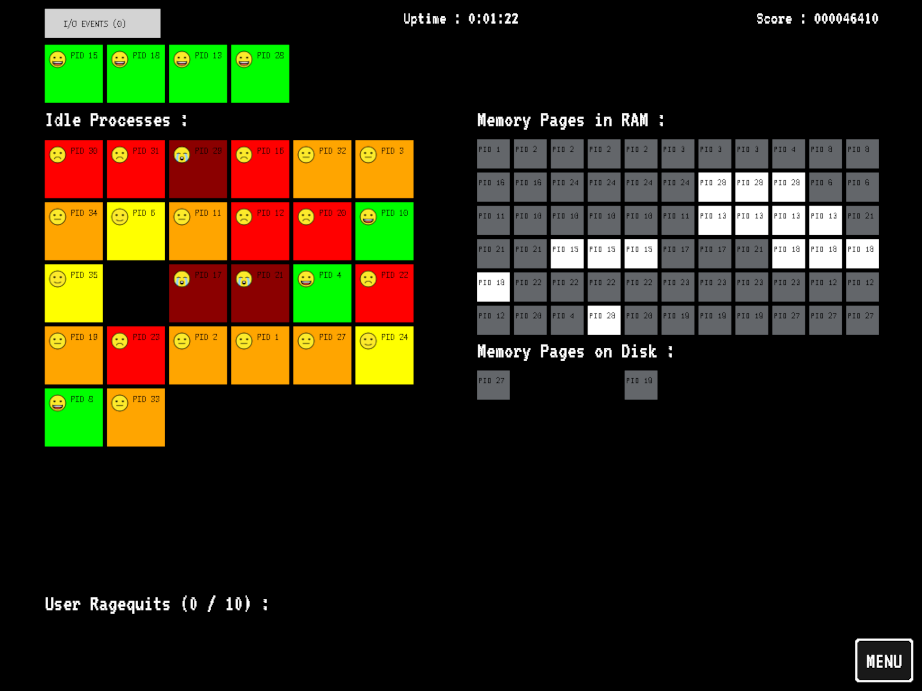 I/O EVENTS (0)
Uptime : 0:01:22
Score : 000046410
PID 15 PID 18 PID 13 PID 28
Idle Processes :
Memory Pages in RAM :
PID 31 PID 16 PID 32 PID 3
PID 34 PID 6 PID 11 PID 12 PID 20 PID 10
PID 35 PID 17 PID 21 PID 4 PID 22
PID 19 PID 23 PID 2 PID 1 PID 27 PID 24
PID 8 PID 33
PID 1 PID 2 PID 2 PID 2 PID 2 PID 3 PID 3 PID 3 PID 4 PID 8 PID 8
PID 16 PID 16 PID 24 PID 24 PID 24 PID 24 PID 28 PID 28 PID 28 PID 6 PID 6
PID 11 PID 10 PID 10 PID 10 PID 10 PID 11 PID 13 PID 13 PID 13 PID 13 PID 21
PID 21 PID 21 PID 15 PID 15 PID 15 PID 17 PID 17 PID 21 PID 18 PID 18 PID 18
PID 18 PID 22 PID 22 PID 22 PID 22 PID 23 PID 23 PID 23 PID 23 PID 12 PID 12
PID 12 PID 20 PID 4 PID 28 PID 20 PID 19 PID 19 PID 19 PID 27 PID 27 PID 27
Memory Pages on Disk :
PID 27 PID 19
User Ragequits (0 / 10) :
MENU